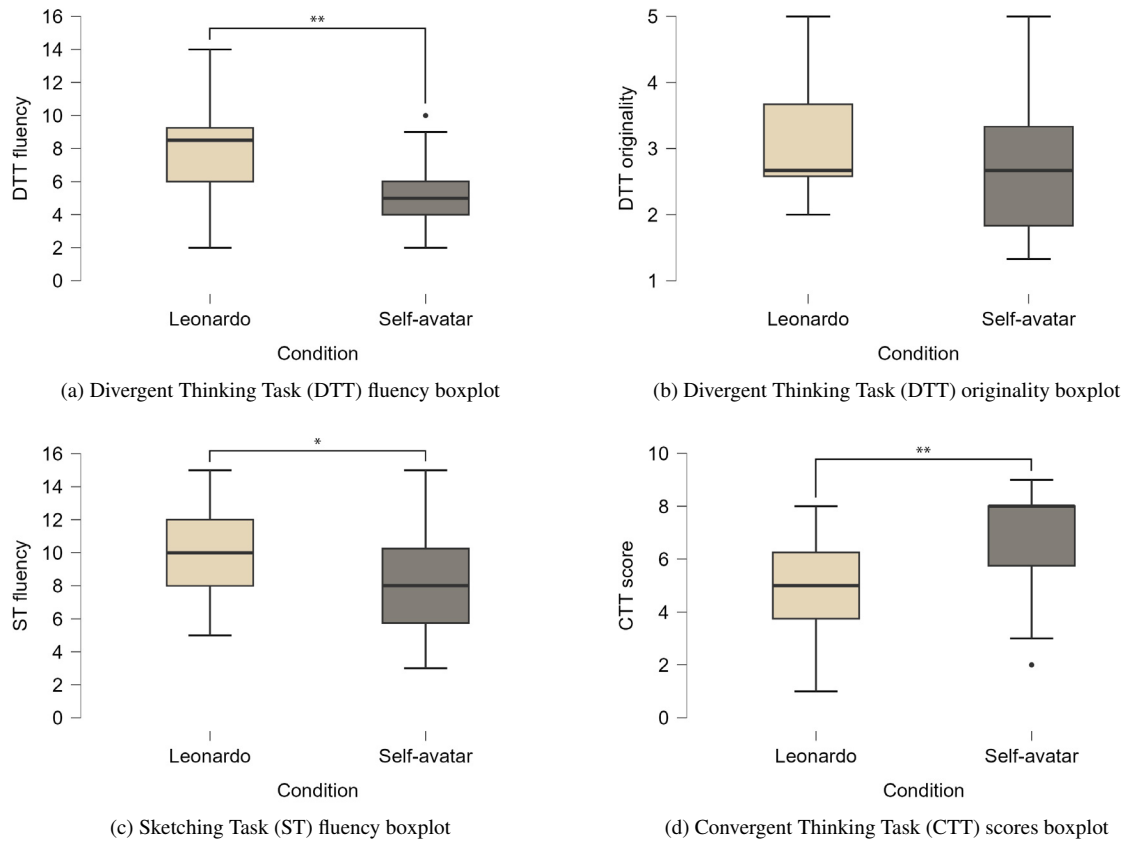 16
14
12
10
8
6
4
2
0
DTT fluency
**
Leonardo
Self-avatar
Condition
(a) Divergent Thinking Task (DTT) fluency boxplot
5
4
3
2
1
DTT originality
Leonardo
Self-avatar
Condition
(b) Divergent Thinking Task (DTT) originality boxplot
16
14
12
10
8
6
4
2
0
ST fluency
*
Leonardo
Self-avatar
Condition
(c) Sketching Task (ST) fluency boxplot
10
8
6
4
2
0
CTT score
**
Leonardo
Self-avatar
Condition
(d) Convergent Thinking Task (CTT) scores boxplot